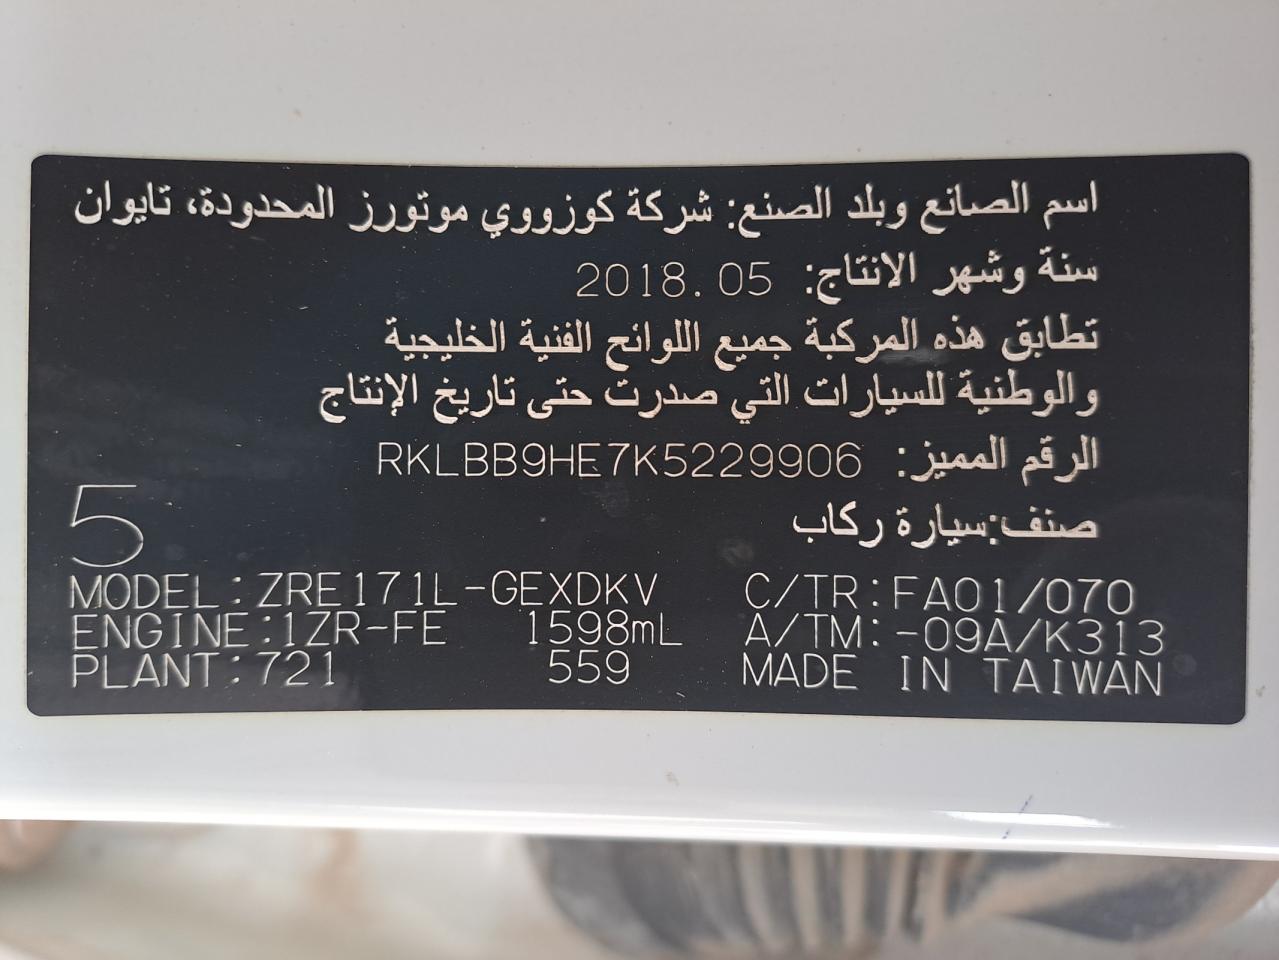 اسم الصانع وبلد الصنع: شركة كوزووي موتورز المحدودة، تايوان
سنة وشهر الانتاج: 2018.05
تطابق هذه المركبة جميع اللوائح الفنية الخليجية
والوطنية للسيارات التي صدرت حتى تاريخ الإنتاج
الرقم المميز: RKLBB9HE7K5229906
صنف:سيارة ركاب
5
MODEL:ZRE171L-GEXDKV C/TR:FA01/070
ENGINE:1ZR-FE 1598mL A/TM:-09A/K313
PLANT:721 559 MADE IN TAIWAN